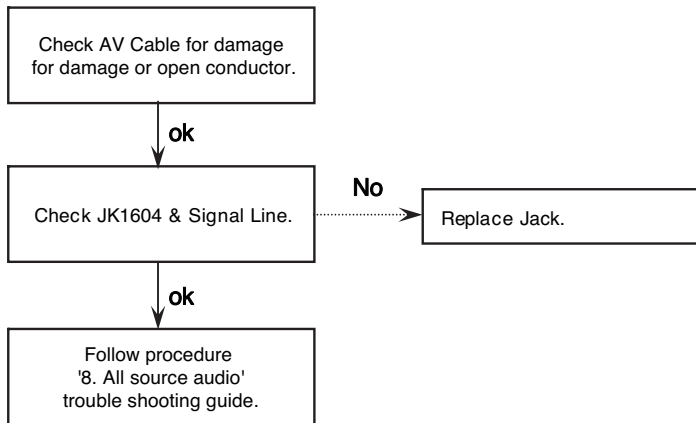 Check AV Cable for damage
for damage or open conductor.
ok
Check JK1604 & Signal Line.
No
Replace Jack.
ok
Follow procedure
'8. All source audio'
trouble shooting guide.